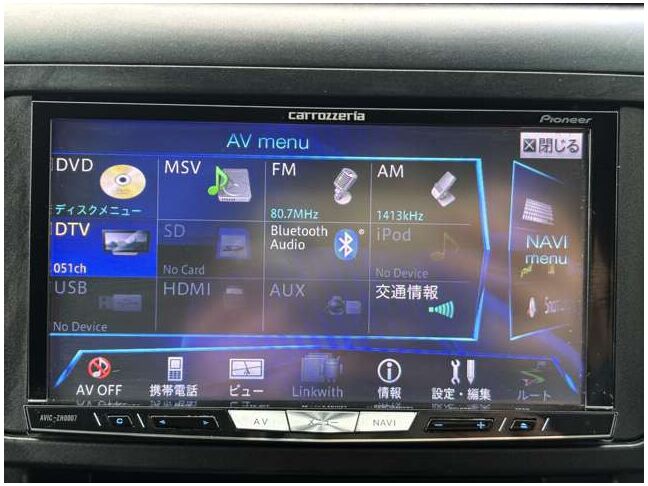 carrozzeria
Pioneer
AV menu
閉じる
DVD
ディスクメニュー
MSV
FM
80.7MHz
AM
1413kHz
DTV
051ch
SD
No Card
Bluetooth
Audio
iPod
No Device
NAVI
menu
USB
No Device
HDMI
AUX
交通情報
AV OFF
携帯電話
ビュー
Linkwith
情報
設定・編集
ルート
AVIC-ZH0007
AV
NAVI